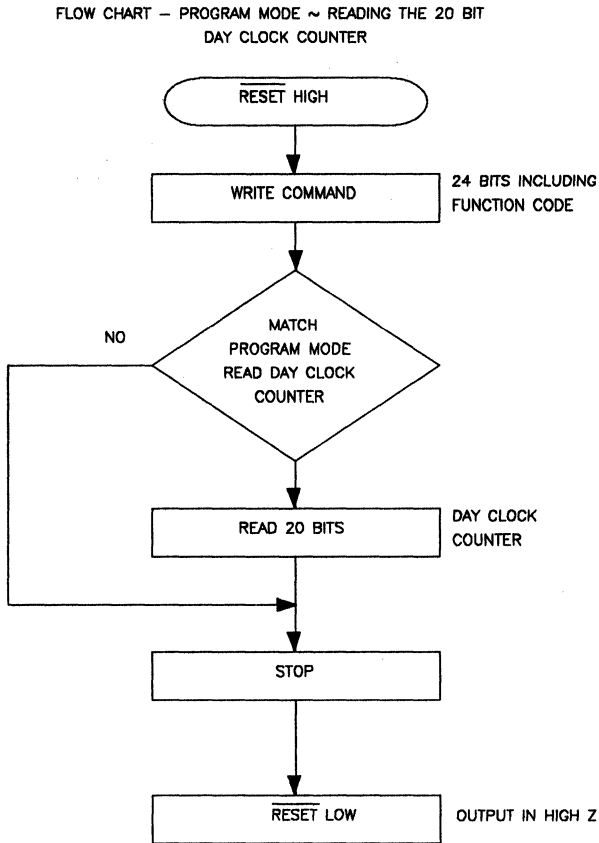 FLOW CHART – PROGRAM MODE ~ READING THE 20 BIT
DAY CLOCK COUNTER
RESET HIGH
WRITE COMMAND
24 BITS INCLUDING
FUNCTION CODE
MATCH
PROGRAM MODE
READ DAY CLOCK
COUNTER
NO
READ 20 BITS
DAY CLOCK
COUNTER
STOP
RESET LOW
OUTPUT IN HIGH Z